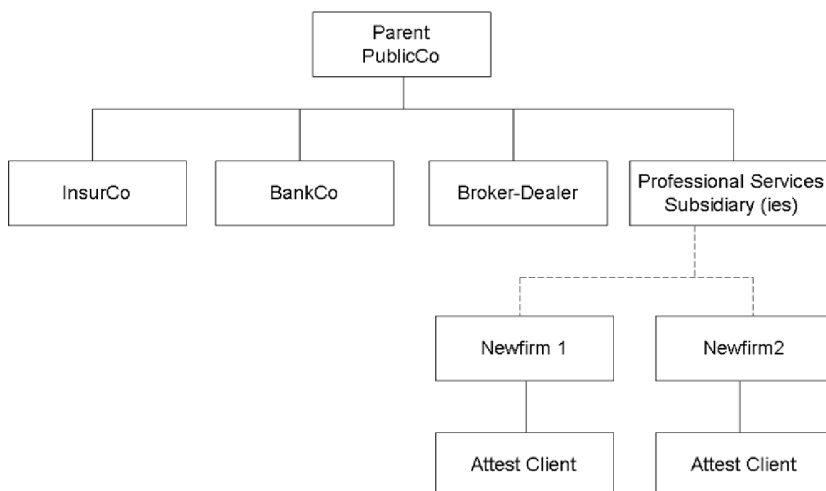 Parent
PublicCo
InsurCo
BankCo
Broker-Dealer
Professional Services
Subsidiary (ies)
Newfirm 1
Newfirm2
Attest Client
Attest Client